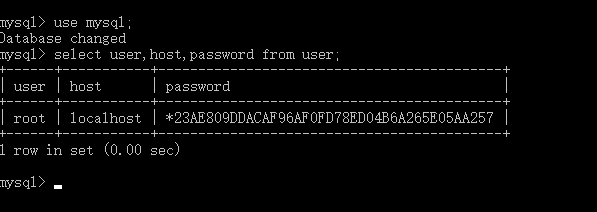 mysql> use mysql;
Database changed
mysql> select user,host,password from user;
+------+-----------+-------------------------------------------+
| user | host | password |
+------+-----------+-------------------------------------------+
| root | localhost | *23AE809DDACAF96AF0FD78ED04B6A265E05AA257 |
+------+-----------+-------------------------------------------+
1 row in set (0.00 sec)
mysql>